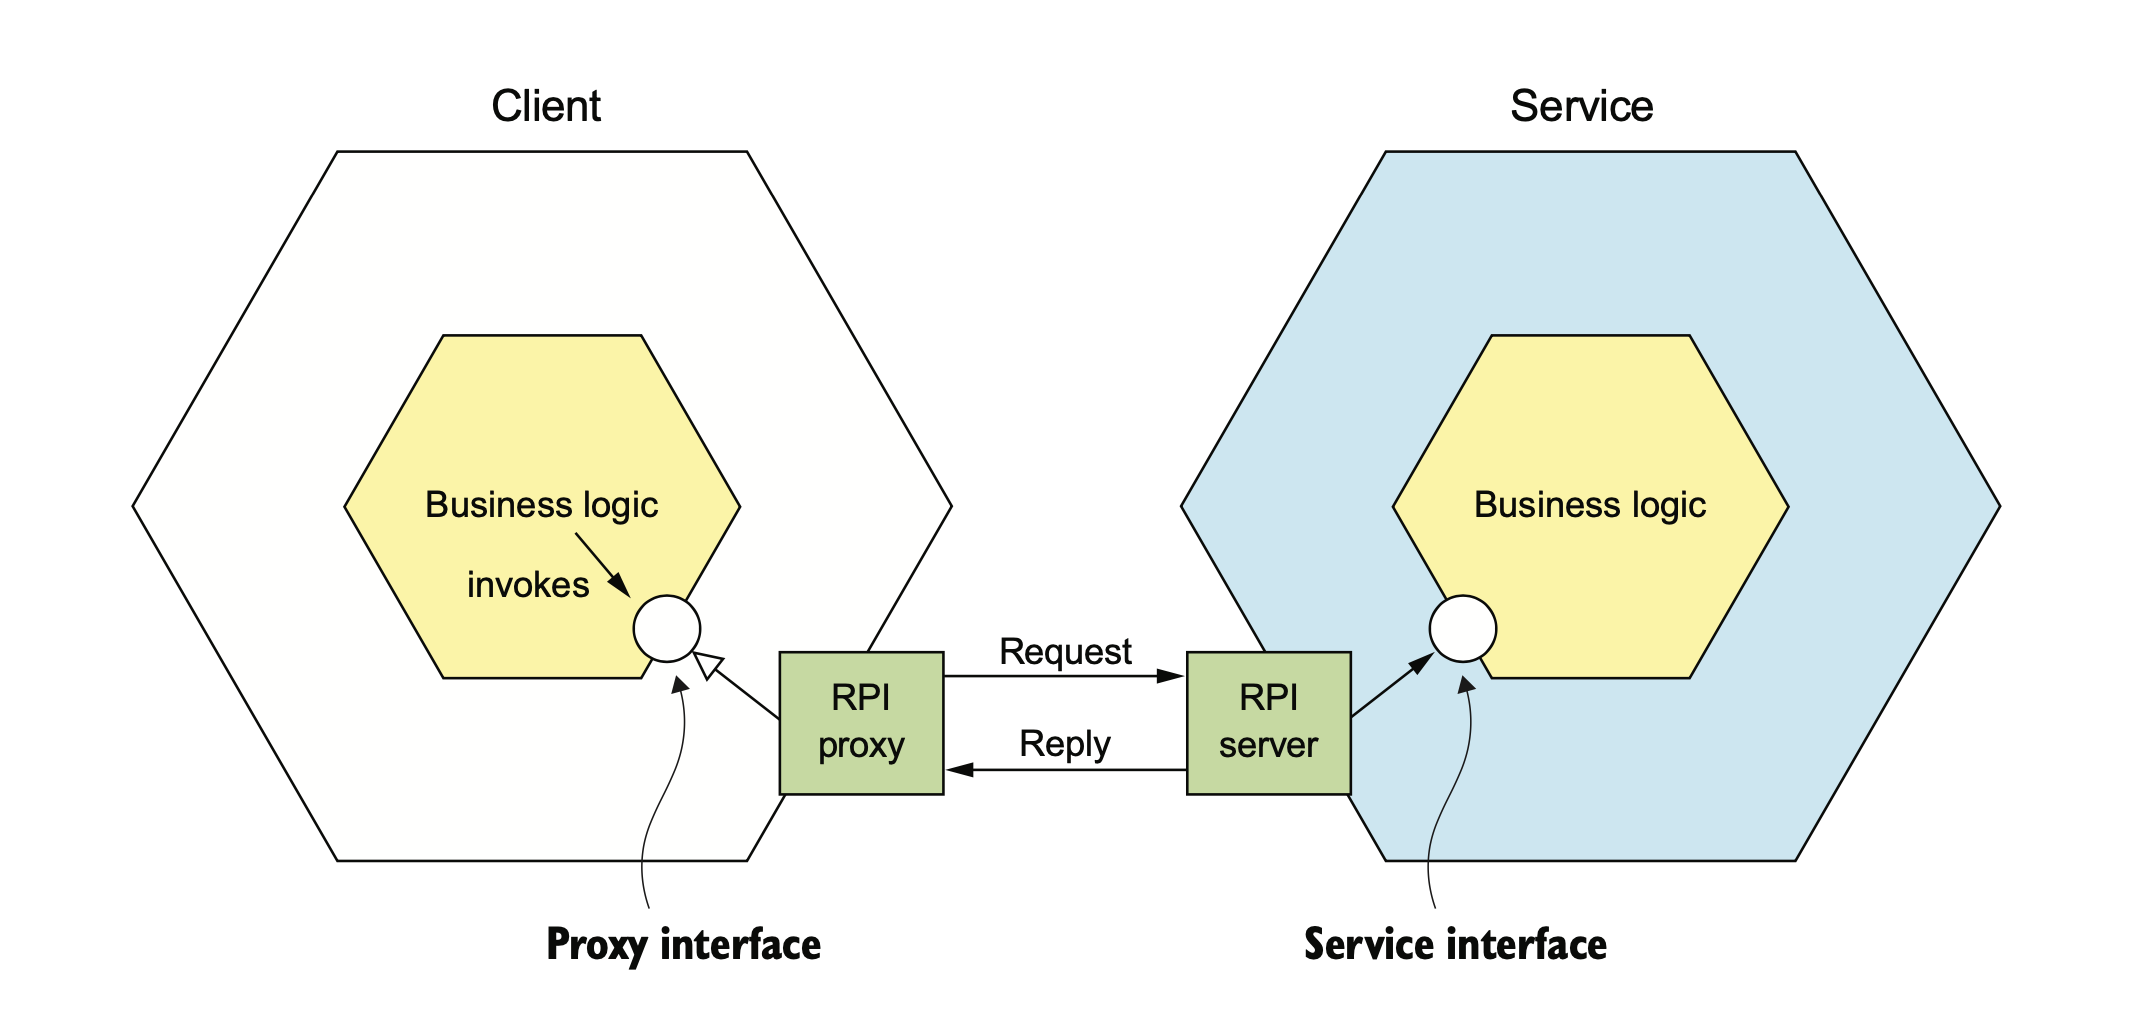 Client
Service
Business logic
invokes
Business logic
Request
RPI
proxy
RPI
server
Reply
Proxy interface
Service interface